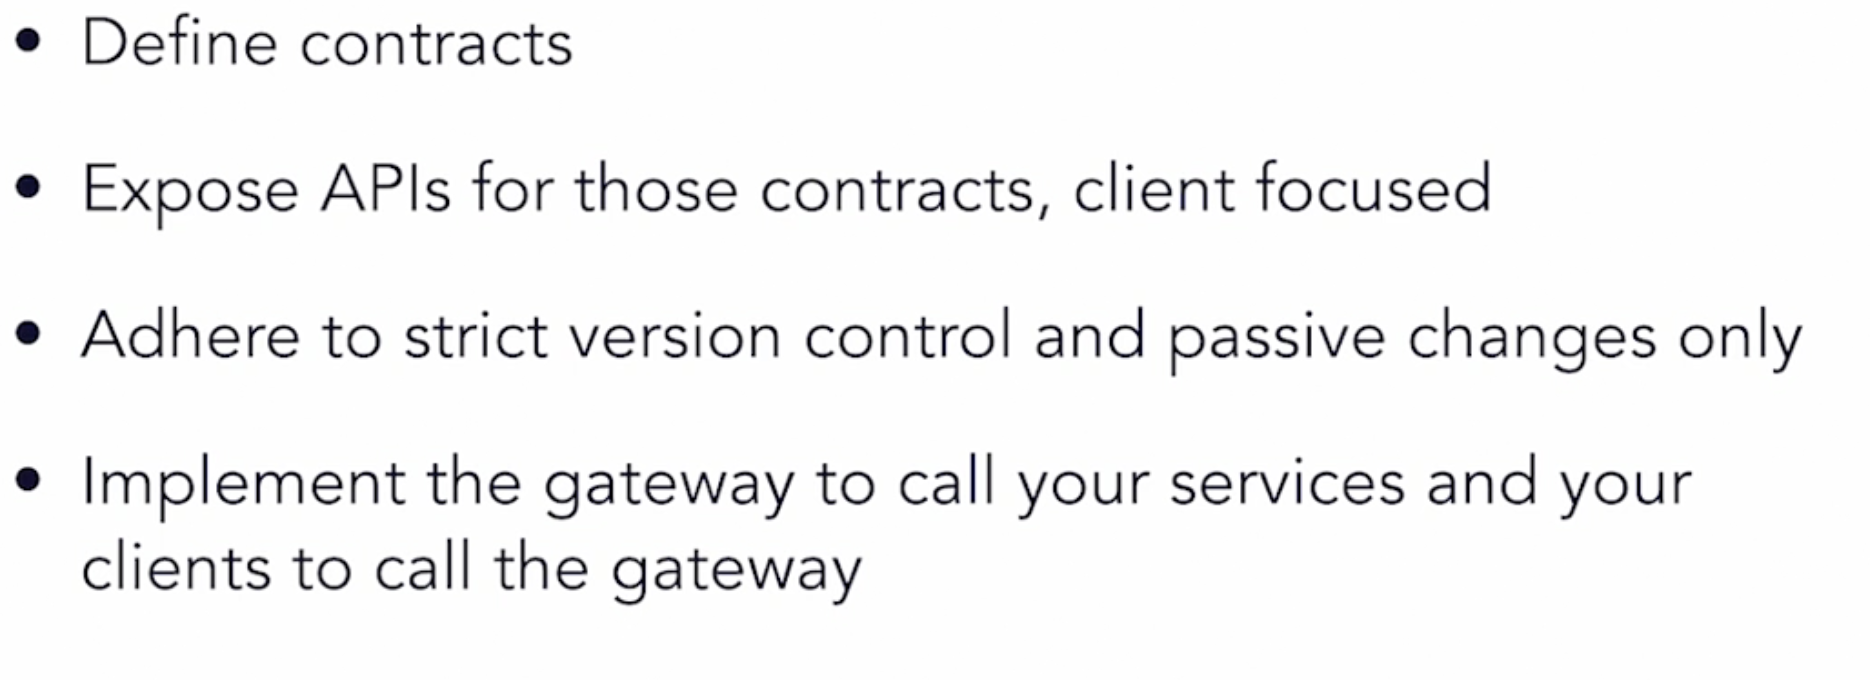 • Define contracts
• Expose APIs for those contracts, client focused
• Adhere to strict version control and passive changes only
• Implement the gateway to call your services and your
clients to call the gateway